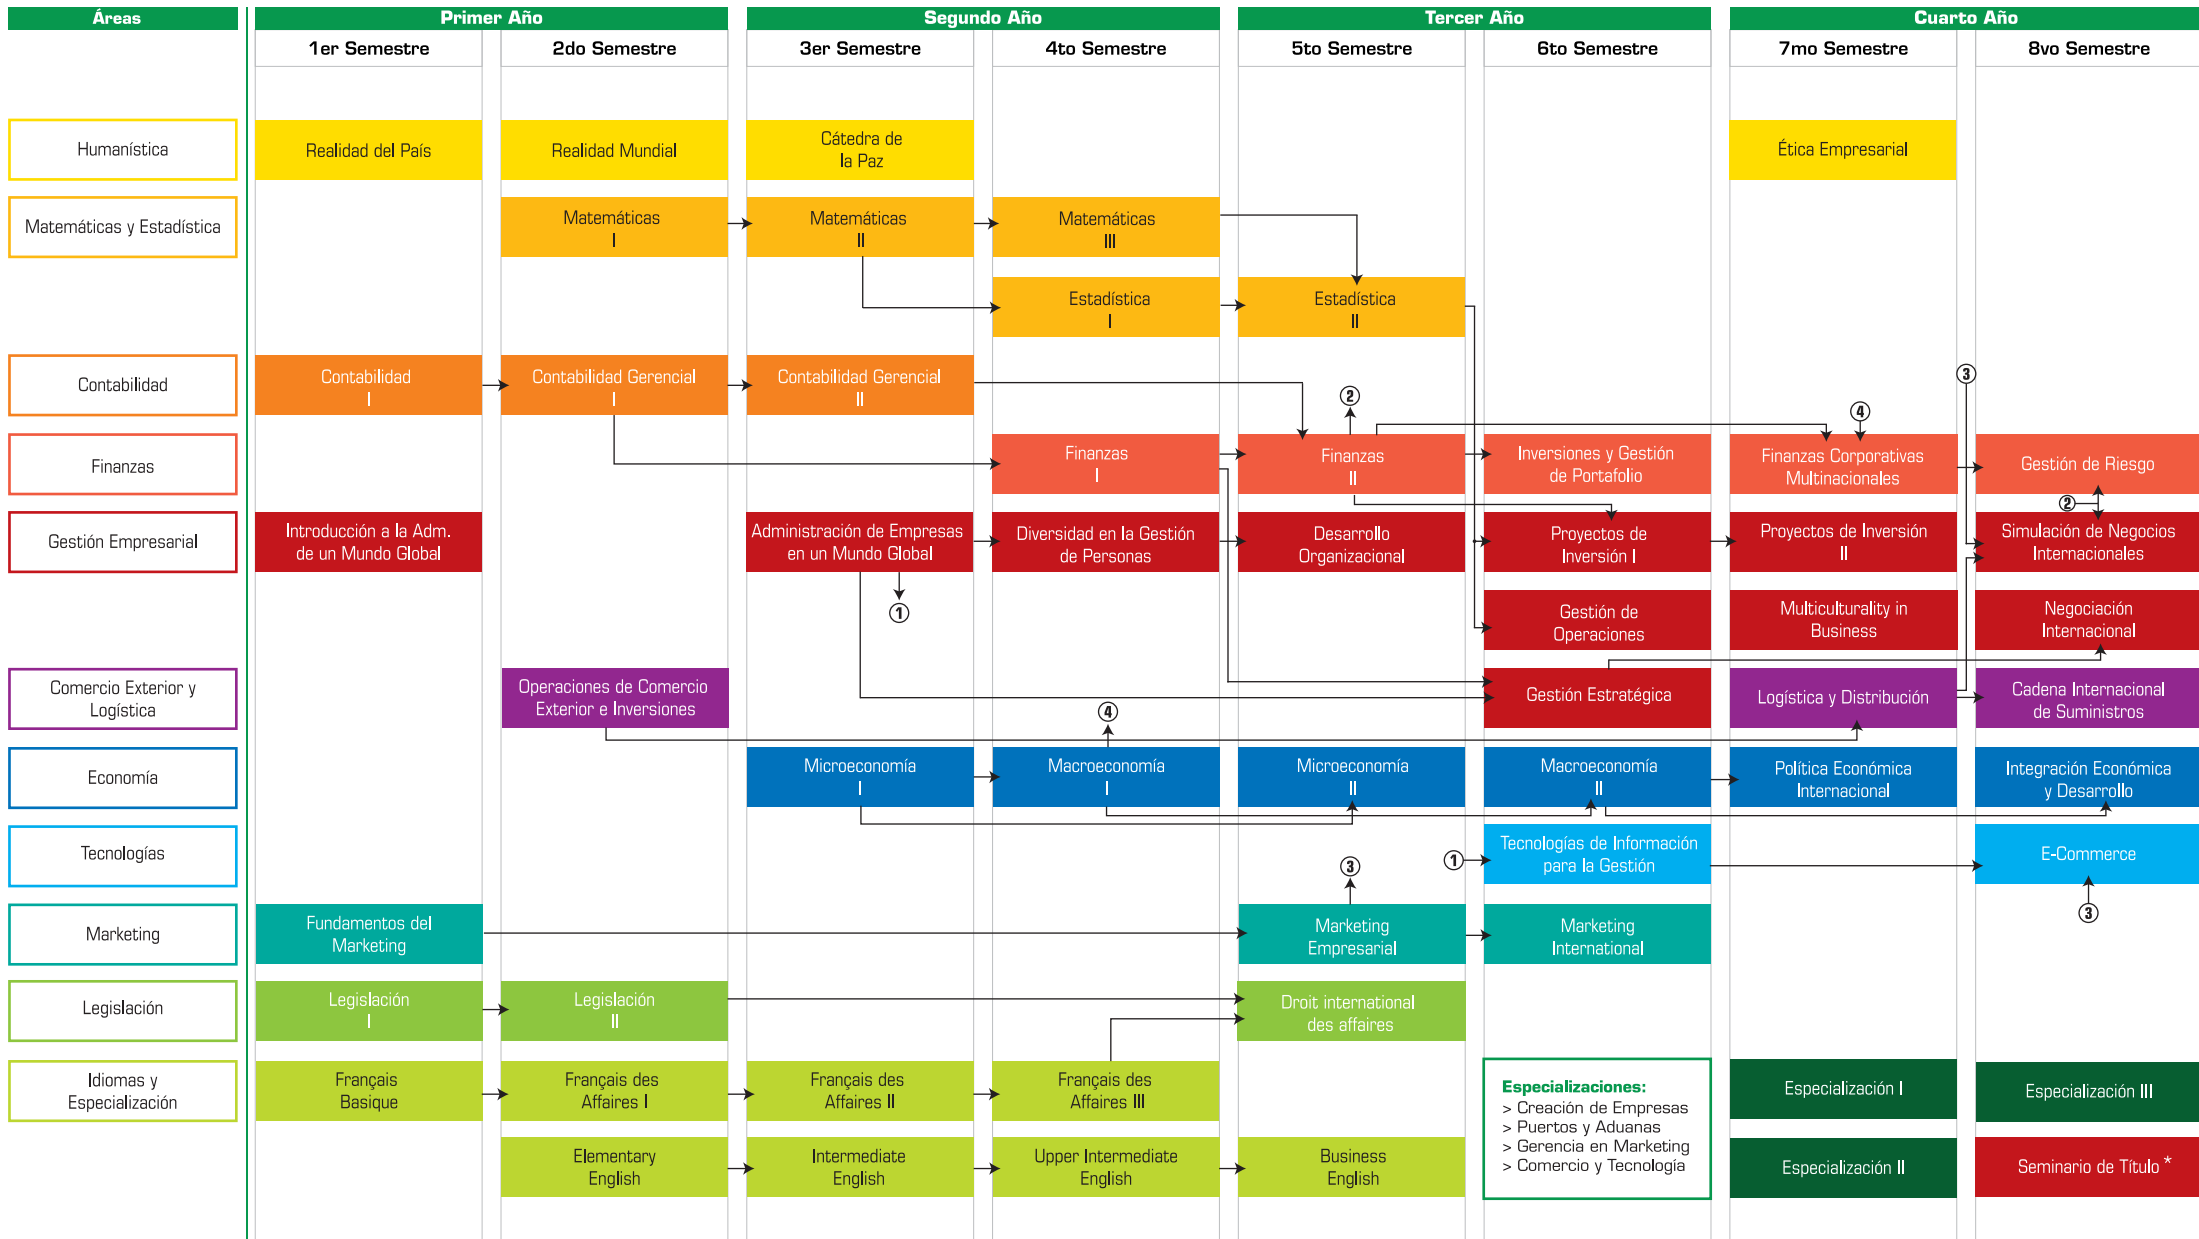 Áreas
Primer Año
Segundo Año
Tercer Año
Cuarto Año
1er Semestre
2do Semestre
3er Semestre
4to Semestre
5to Semestre
6to Semestre
7mo Semestre
8vo Semestre
Humanística
Realidad del País
Realidad Mundial
Cátedra de
la Paz
Ética Empresarial
Matemáticas y Estadística
Matemáticas
I
Matemáticas
II
Matemáticas
III
Estadística
I
Estadística
II
Contabilidad
Contabilidad
I
Contabilidad Gerencial
I
Contabilidad Gerencial
II
2
4
3
Finanzas
Finanzas
I
Finanzas
II
Inversiones y Gestión
de Portafolio
Finanzas Corporativas
Multinacionales
Gestión de Riesgo
2
Gestión Empresarial
Introducción a la Adm.
de un Mundo Global
Administración de Empresas
en un Mundo Global
Diversidad en la Gestión
de Personas
Desarrollo
Organizacional
Proyectos de
Inversión I
Proyectos de Inversión
II
Simulación de Negocios
Internacionales
1
Gestión de
Operaciones
Multiculturality in
Business
Negociación
Internacional
Comercio Exterior y
Logística
Operaciones de Comercio
Exterior e Inversiones
4
Gestión Estratégica
Logística y Distribución
Cadena Internacional
de Suministros
Economía
Microeconomía
I
Macroeconomía
I
Microeconomía
II
Macroeconomía
II
Política Económica
Internacional
Integración Económica
y Desarrollo
Tecnologías
3
1
Tecnologías de Información
para la Gestión
E-Commerce
3
Marketing
Fundamentos del
Marketing
Marketing
Empresarial
Marketing
International
Legislación
Legislación
I
Legislación
II
Droit international
des affaires
Idiomas y
Especialización
Français
Basique
Français des
Affaires I
Français des
Affaires II
Français des
Affaires III
Especializaciones:
> Creación de Empresas
> Puertos y Aduanas
> Gerencia en Marketing
> Comercio y Tecnología
Especialización I
Especialización III
Elementary
English
Intermediate
English
Upper Intermediate
English
Business
English
Especialización II
Seminario de Título *